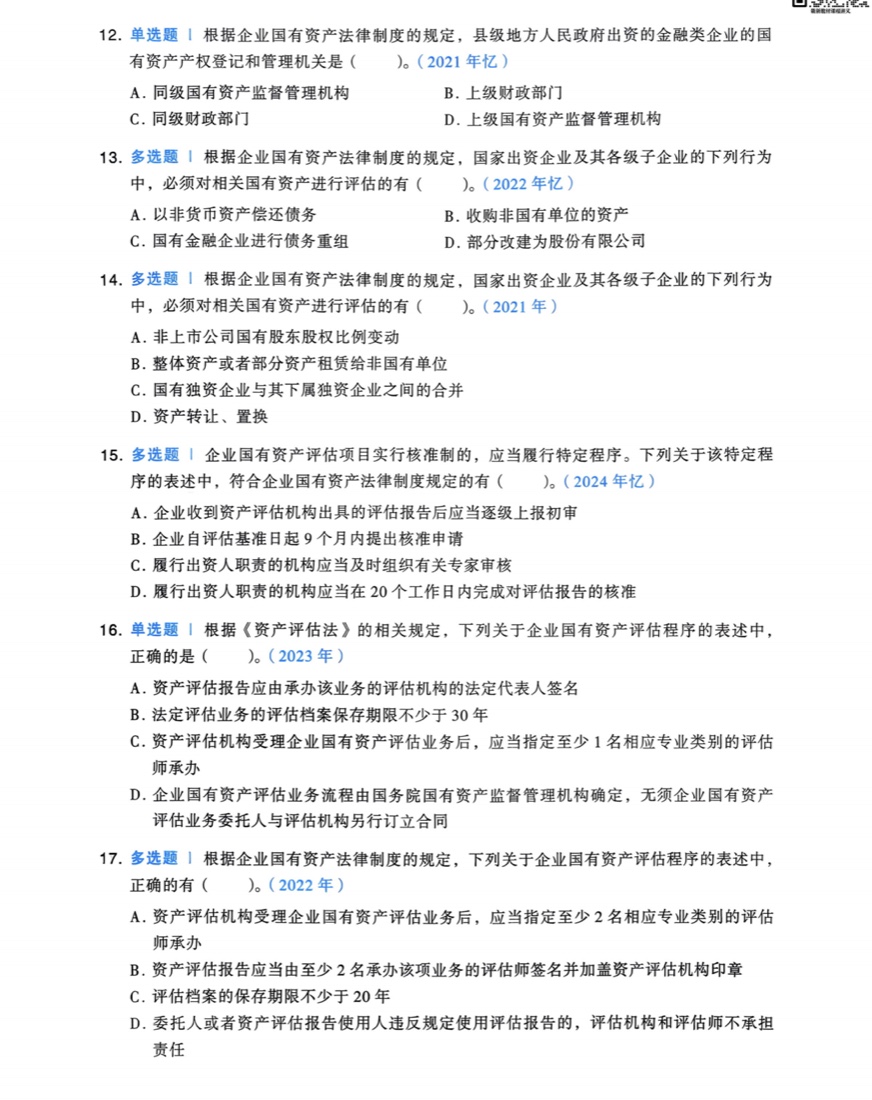 12. 单选题 | 根据企业国有资产法律制度的规定，县级地方人民政府出资的金融类企业的国
有资产产权登记和管理机关是（　　）。（2021 年忆）
A. 同级国有资产监督管理机构 B. 上级财政部门
C. 同级财政部门 D. 上级国有资产监督管理机构
13. 多选题 | 根据企业国有资产法律制度的规定，国家出资企业及其各级子企业的下列行为
中，必须对相关国有资产进行评估的有（　　）。（2022 年忆）
A. 以非货币资产偿还债务 B. 收购非国有单位的资产
C. 国有金融企业进行债务重组 D. 部分改建为股份有限公司
14. 多选题 | 根据企业国有资产法律制度的规定，国家出资企业及其各级子企业的下列行为
中，必须对相关国有资产进行评估的有（　　）。（2021 年）
A. 非上市公司国有股东股权比例变动
B. 整体资产或者部分资产租赁给非国有单位
C. 国有独资企业与其下属独资企业之间的合并
D. 资产转让、置换
15. 多选题 | 企业国有资产评估项目实行核准制的，应当履行特定程序。下列关于该特定程
序的表述中，符合企业国有资产法律制度规定的有（　　）。（2024 年忆）
A. 企业收到资产评估机构出具的评估报告后应当逐级上报初审
B. 企业自评估基准日起 9 个月内提出核准申请
C. 履行出资人职责的机构应当及时组织有关专家审核
D. 履行出资人职责的机构应当在 20 个工作日内完成对评估报告的核准
16. 单选题 | 根据《资产评估法》的相关规定，下列关于企业国有资产评估程序的表述中，
正确的是（　　）。（2023 年）
A. 资产评估报告应由承办该业务的评估机构的法定代表人签名
B. 法定评估业务的评估档案保存期限不少于 30 年
C. 资产评估机构受理企业国有资产评估业务后，应当指定至少 1 名相应专业类别的评估
师承办
D. 企业国有资产评估业务流程由国务院国有资产监督管理机构确定，无须企业国有资产
评估业务委托人与评估机构另行订立合同
17. 多选题 | 根据企业国有资产法律制度的规定，下列关于企业国有资产评估程序的表述中，
正确的有（　　）。（2022 年）
A. 资产评估机构受理企业国有资产评估业务后，应当指定至少 2 名相应专业类别的评估
师承办
B. 资产评估报告应当由至少 2 名承办该项业务的评估师签名并加盖资产评估机构印章
C. 评估档案的保存期限不少于 20 年
D. 委托人或者资产评估报告使用人违反规定使用评估报告的，评估机构和评估师不承担
责任